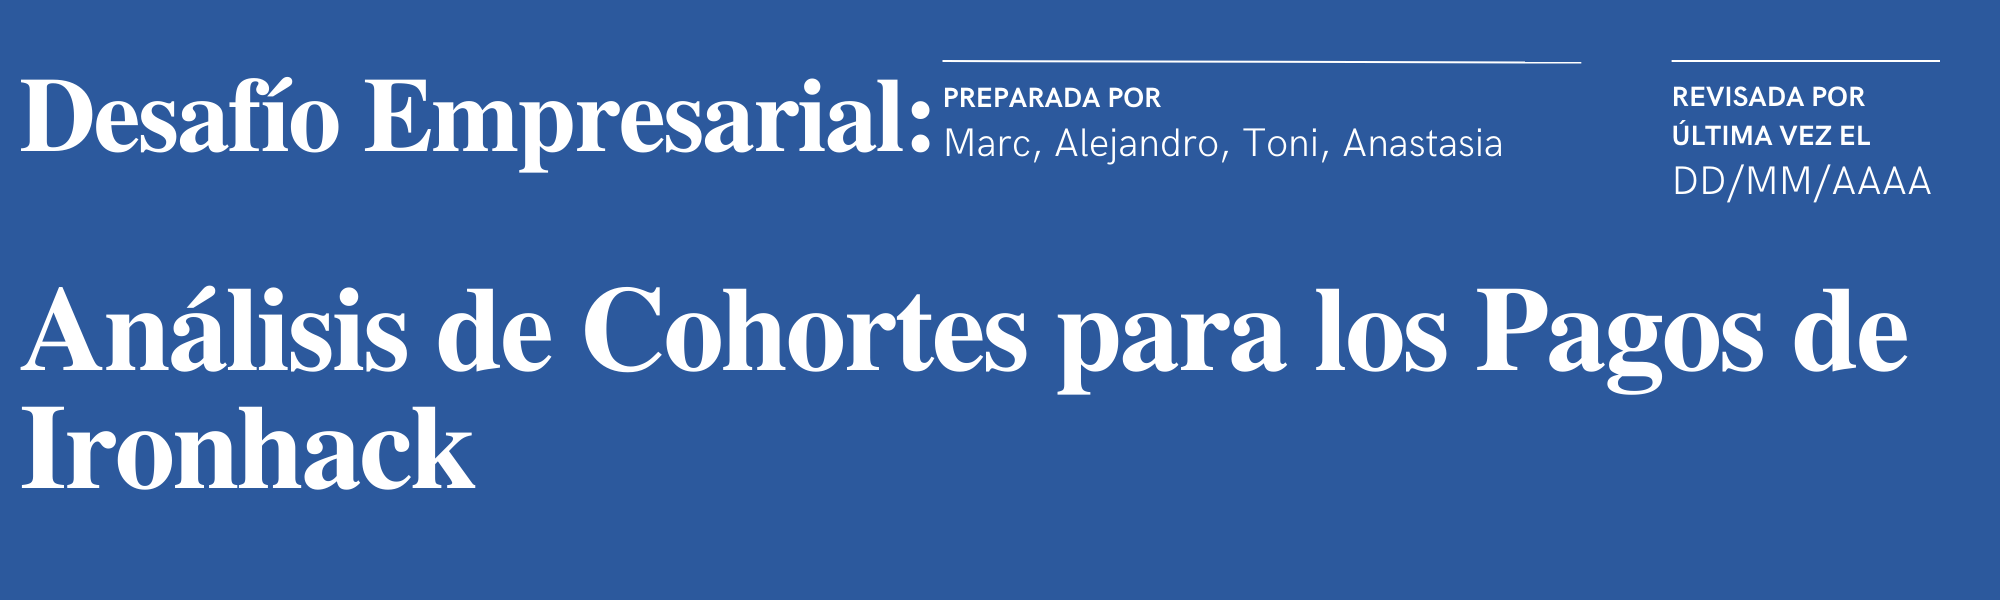 Desafío Empresarial:
PREPARADA POR
Marc, Alejandro, Toni, Anastasia
REVISADA POR
ÚLTIMA VEZ EL
DD/MM/AAAA
Análisis de Cohortes para los Pagos de
Ironhack